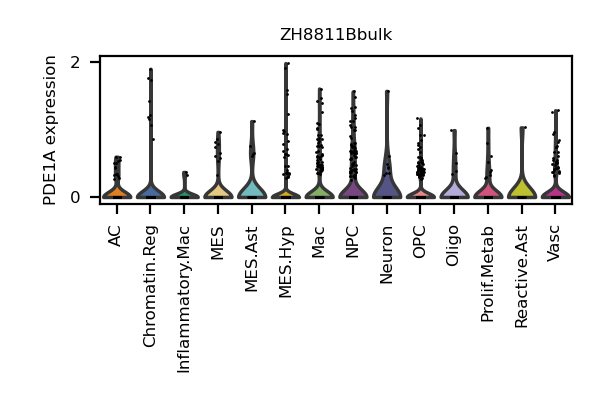 ZH8811Bbulk
PDE1A expression
2
0
AC
Chromatin.Reg
Inflammatory.Mac
MES
MES.Ast
MES.Hyp
Mac
NPC
Neuron
OPC
Oligo
Prolif.Metab
Reactive.Ast
Vasc